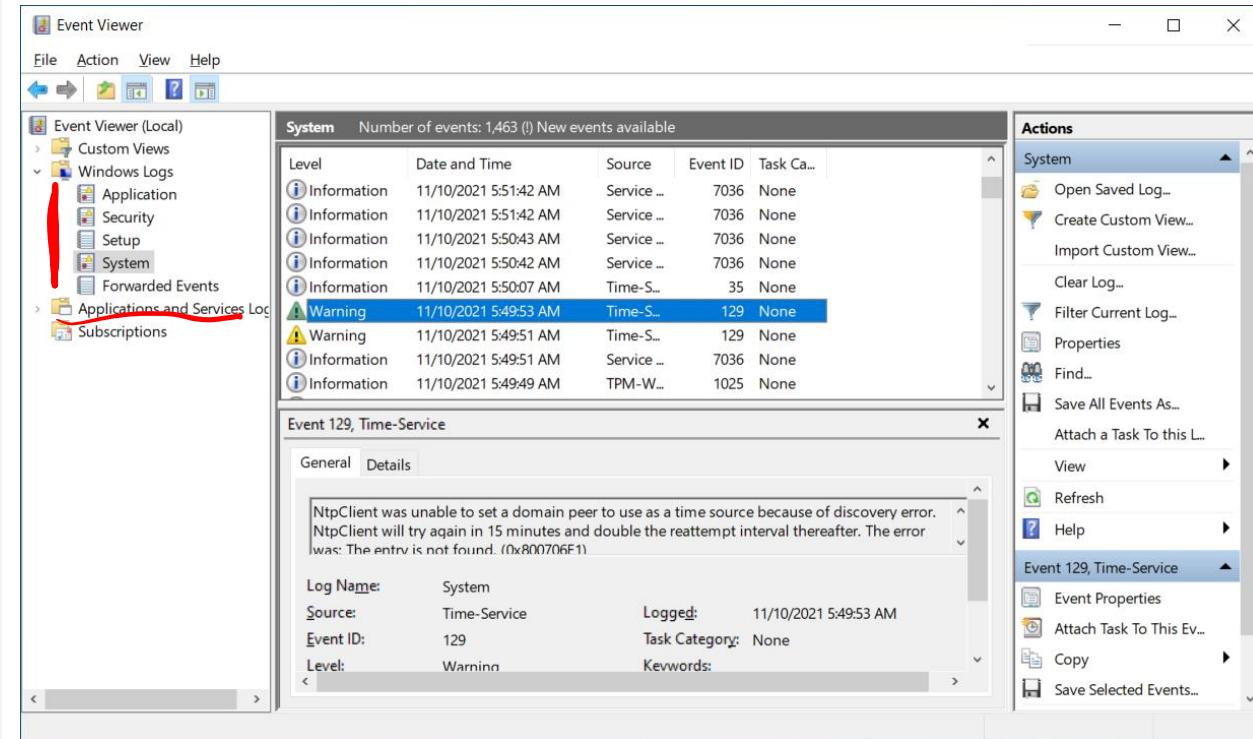 Event Viewer
File Action View Help
Event Viewer (Local)
Custom Views
Windows Logs
Application
Security
Setup
System
Forwarded Events
Applications and Services Log
Subscriptions
System Number of events: 1,463 (!) New events available
Level Date and Time Source Event ID Task Ca...
Information 11/10/2021 5:51:42 AM Service ... 7036 None
Information 11/10/2021 5:51:42 AM Service ... 7036 None
Information 11/10/2021 5:50:43 AM Service ... 7036 None
Information 11/10/2021 5:50:42 AM Service ... 7036 None
Information 11/10/2021 5:50:07 AM Time-S... 35 None
Warning 11/10/2021 5:49:53 AM Time-S... 129 None
Warning 11/10/2021 5:49:51 AM Time-S... 129 None
Information 11/10/2021 5:49:51 AM Service ... 7036 None
Information 11/10/2021 5:49:49 AM TPM-W... 1025 None
Event 129, Time-Service
General Details
NtpClient was unable to set a domain peer to use as a time source because of discovery error.
NtpClient will try again in 15 minutes and double the reattempt interval thereafter. The error
was: The entry is not found. (0x800706E1)
Log Name: System
Source: Time-Service Logged: 11/10/2021 5:49:53 AM
Event ID: 129 Task Category: None
Level: Warning Keywords:
Actions
System
Open Saved Log...
Create Custom View...
Import Custom View...
Clear Log...
Filter Current Log...
Properties
Find...
Save All Events As...
Attach a Task To this L...
View
Refresh
Help
Event 129, Time-Service
Event Properties
Attach Task To This Ev...
Copy
Save Selected Events...